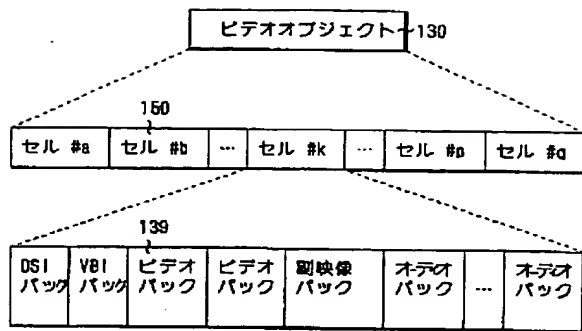 ビデオオブジェクト 130
150
セル #a セル #b … セル #k … セル #p セル #q
139
DSI VBI ビデオ ビデオ 副映像 オーディオ … オーディオ
パック パック パック パック パック パック パック